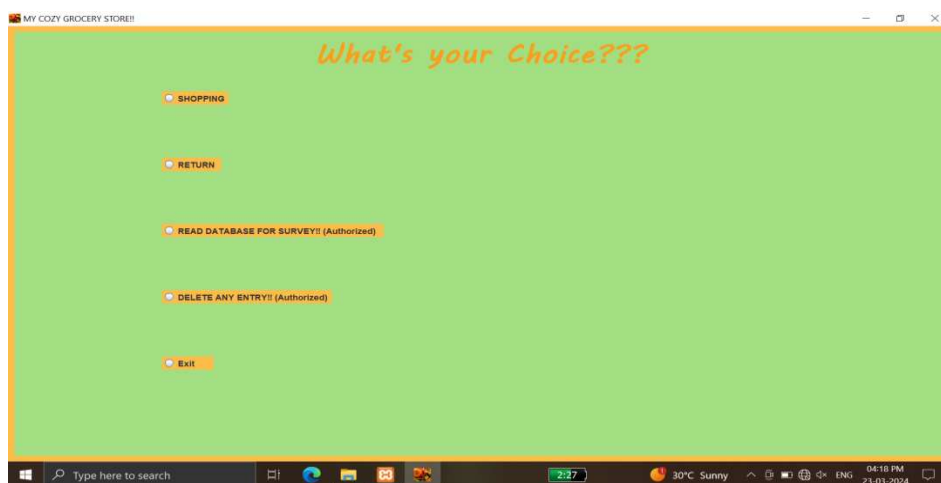 MY COZY GROCERY STORE!!
What's your Choice???
SHOPPING
RETURN
READ DATABASE FOR SURVEY!! (Authorized)
DELETE ANY ENTRY!! (Authorized)
Exit
Type here to search
2:27
30°C Sunny
ENG
04:18 PM
23-03-2024